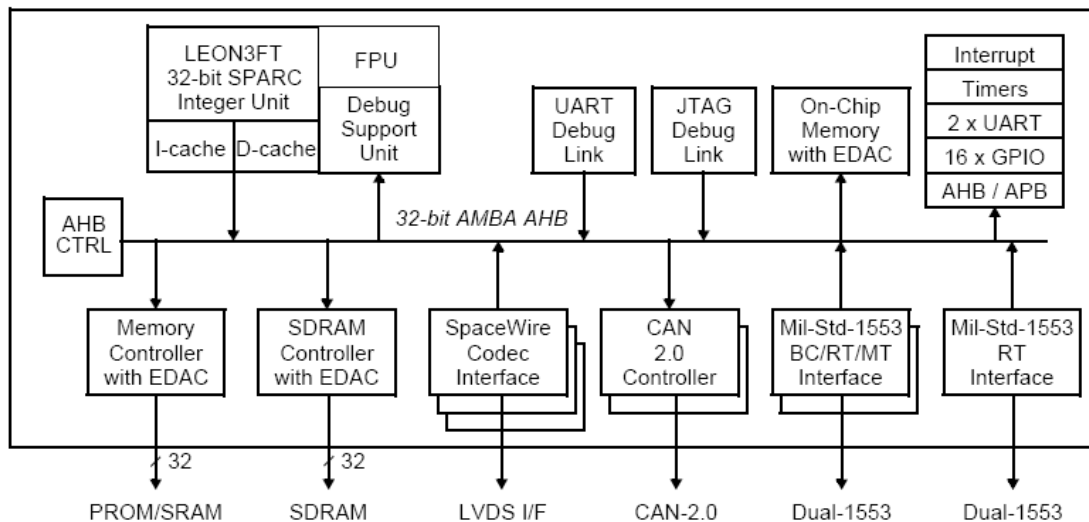 LEON3FT
32-bit SPARC
Integer Unit
I-cache
D-cache
FPU
Debug
Support
Unit
UART
Debug
Link
JTAG
Debug
Link
On-Chip
Memory
with EDAC
Interrupt
Timers
2 x UART
16 x GPIO
AHB / APB
AHB
CTRL
32-bit AMBA AHB
Memory
Controller
with EDAC
SDRAM
Controller
with EDAC
SpaceWire
Codec
Interface
CAN
2.0
Controller
Mil-Std-1553
BC/RT/MT
Interface
Mil-Std-1553
RT
Interface
32
32
PROM/SRAM
SDRAM
LVDS I/F
CAN-2.0
Dual-1553
Dual-1553